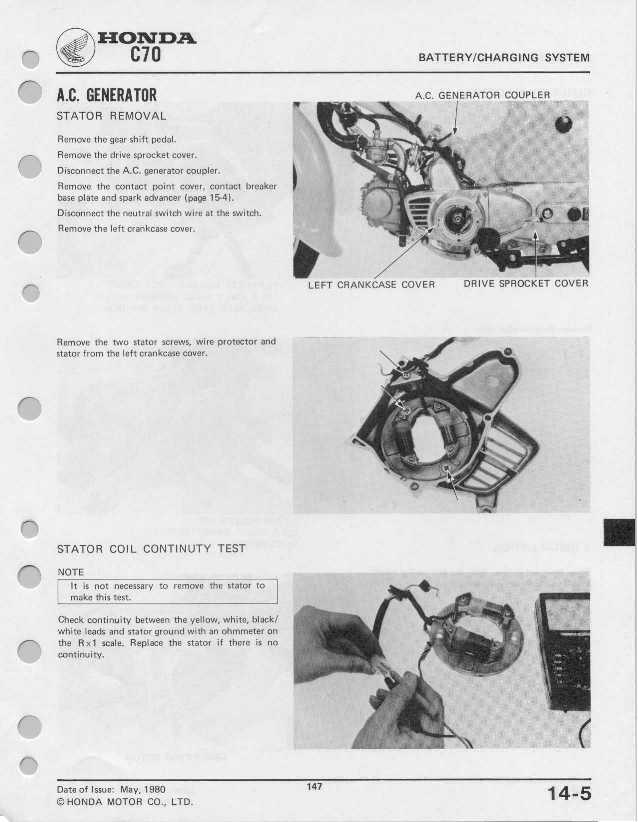 HONDA
C70
BATTERY/CHARGING SYSTEM
A.C. GENERATOR
STATOR REMOVAL
Remove the gear shift pedal.
Remove the drive sprocket cover.
Disconnect the A.C. generator coupler.
Remove the contact point cover, contact breaker
base plate and spark advancer (page 15-4).
Disconnect the neutral switch wire at the switch.
Remove the left crankcase cover.
A.C. GENERATOR COUPLER
LEFT CRANKCASE COVER
DRIVE SPROCKET COVER
Remove the two stator screws, wire protector and
stator from the left crankcase cover.
STATOR COIL CONTINUTY TEST
NOTE
It is not necessary to remove the stator to
make this test.
Check continuity between the yellow, white, black/
white leads and stator ground with an ohmmeter on
the Rx1 scale. Replace the stator if there is no
continuity.
Date of Issue: May, 1980
© HONDA MOTOR CO., LTD.
147
14-5